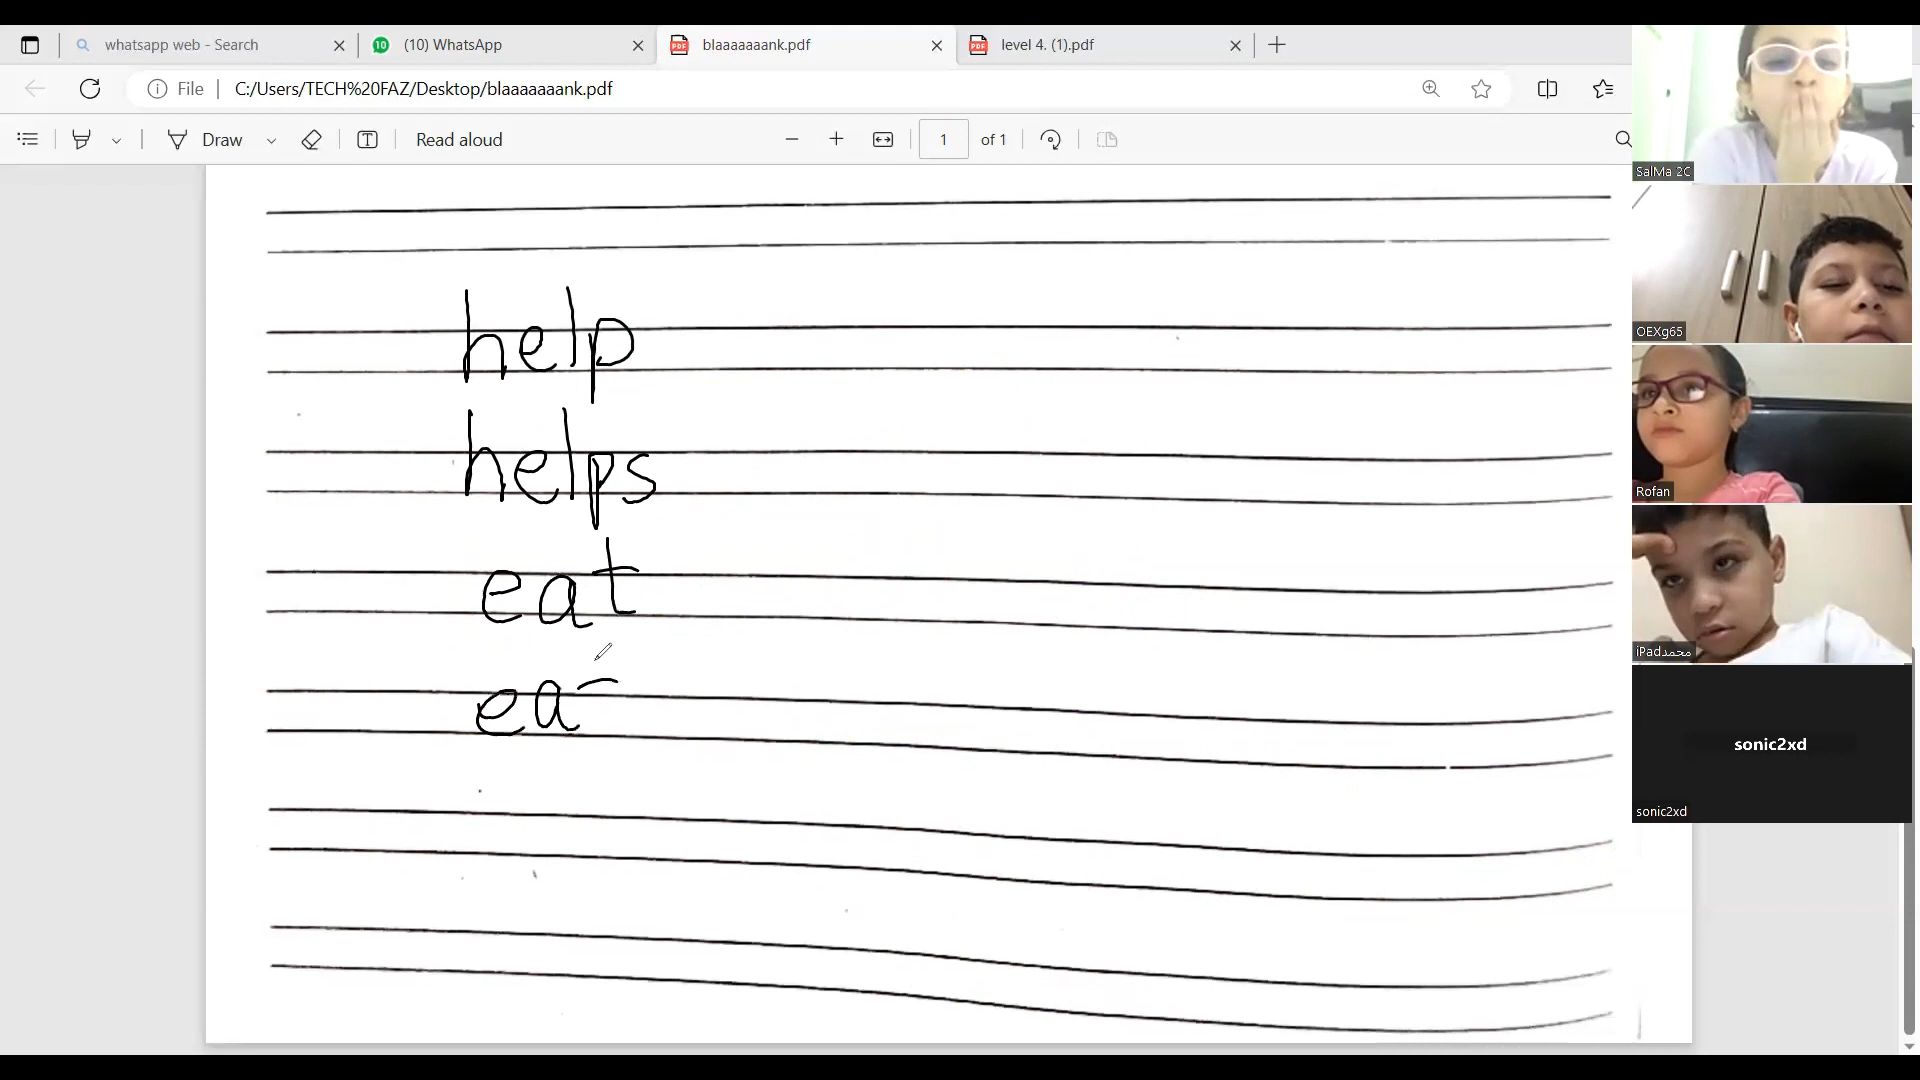 whatsapp web - Search
(10) WhatsApp
blaaaaaaank.pdf
level 4. (1).pdf
File
C:/Users/TECH%20FAZ/Desktop/blaaaaaaank.pdf
Draw
Read aloud
1 of 1
help
helps
eat
ea
SalMa 2C
OEXg65
Rofan
iPadمحمد
sonic2xd
sonic2xd